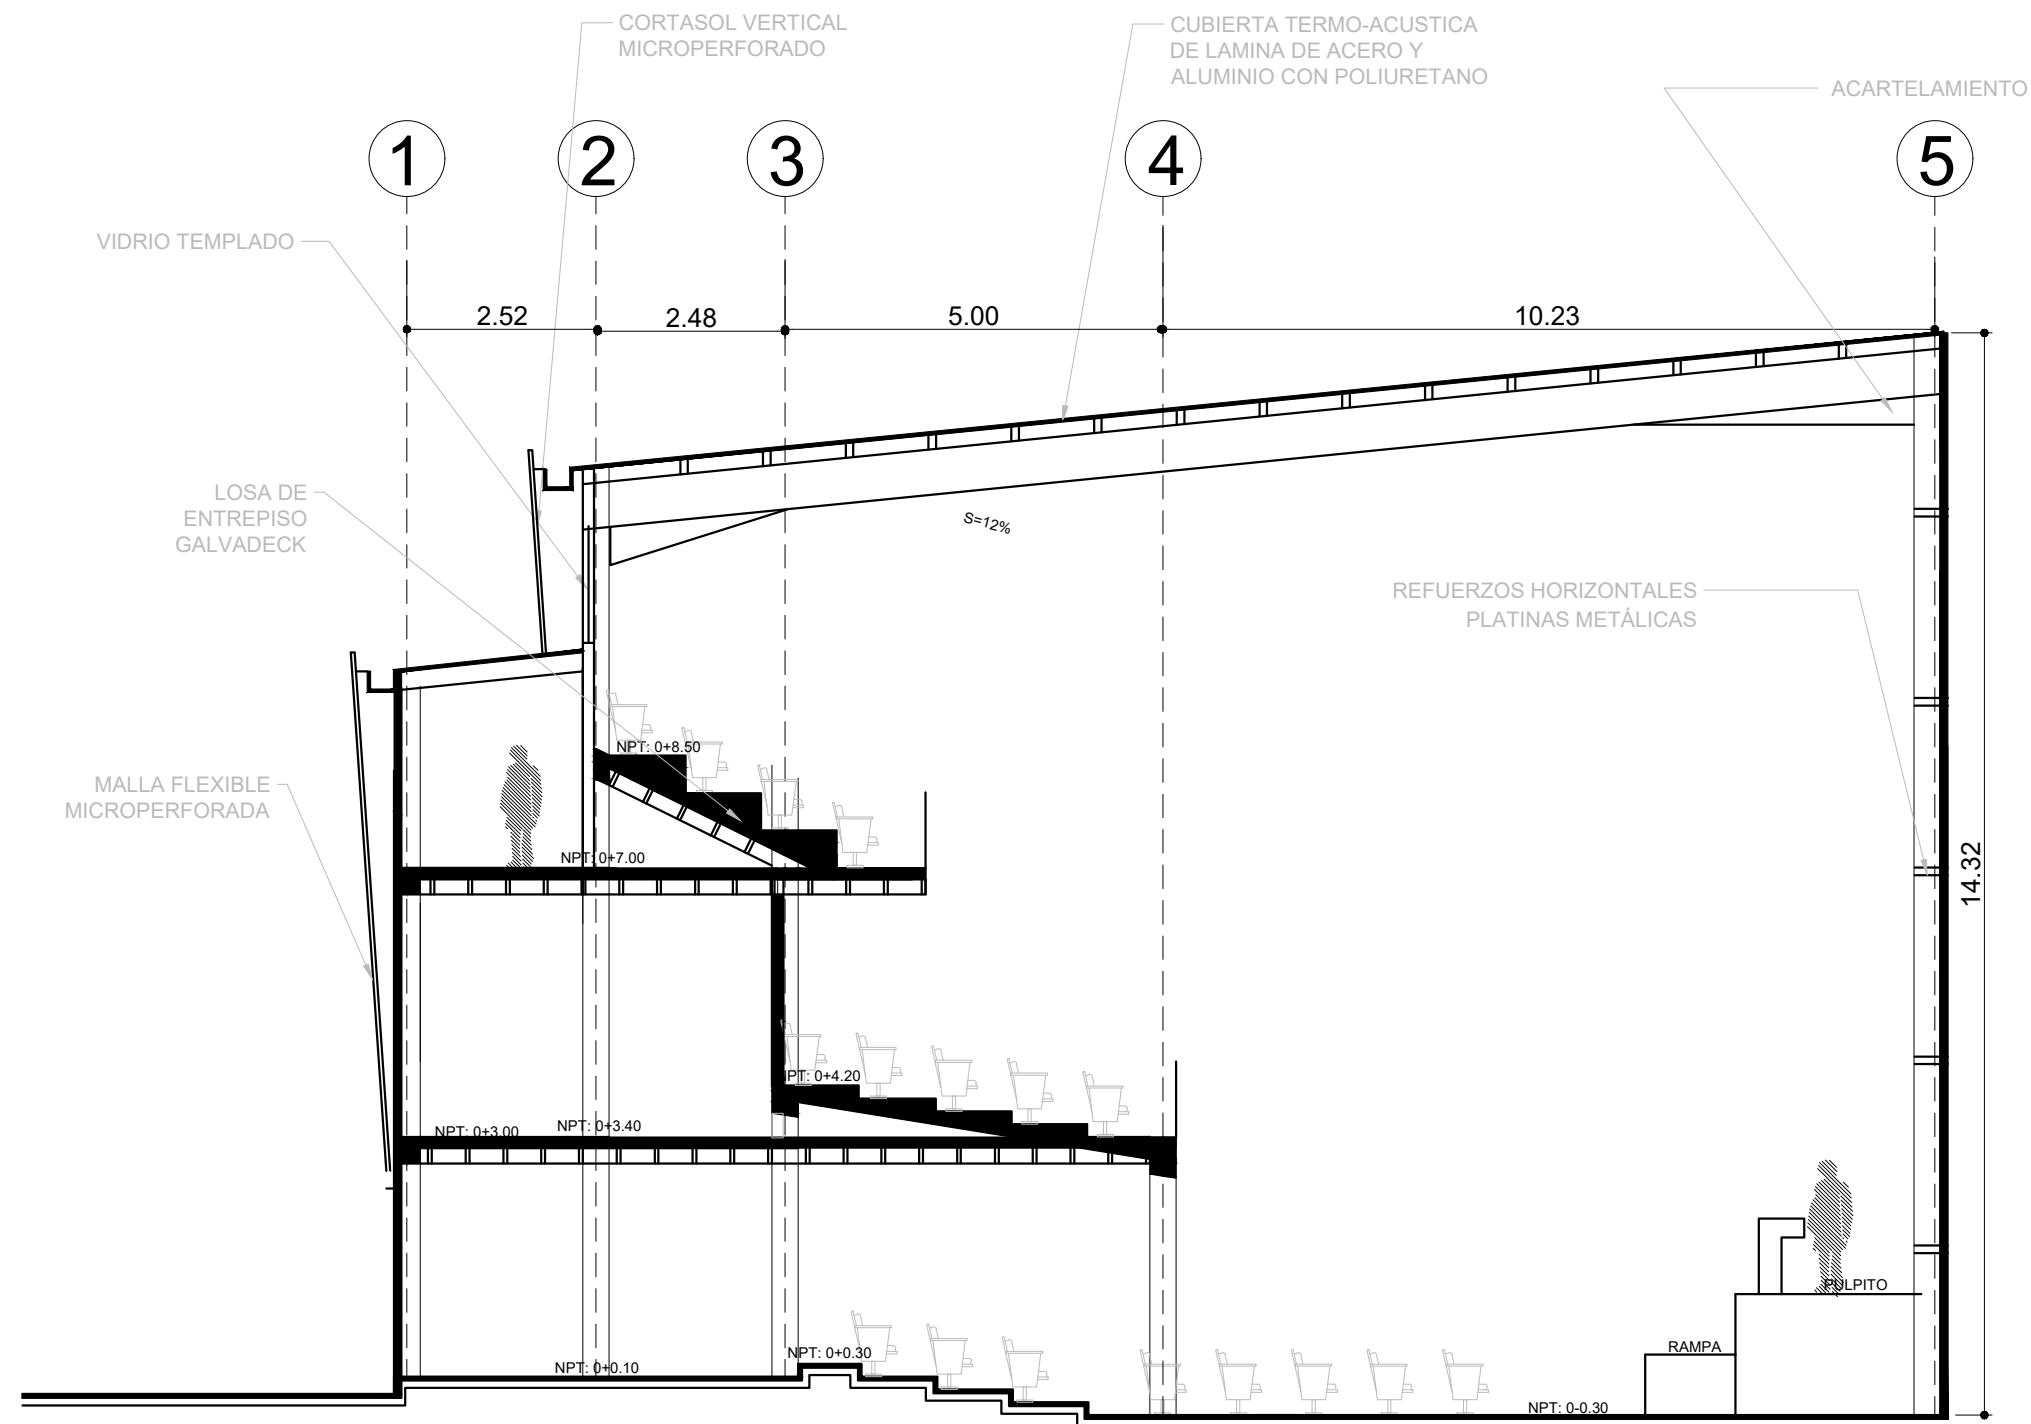 CORTASOL VERTICAL
MICROPERFORADO
CUBIERTA TERMO-ACUSTICA
DE LAMINA DE ACERO Y
ALUMINIO CON POLIURETANO
ACARTELAMIENTO
1
2
3
4
5
VIDRIO TEMPLADO
2.52
2.48
5.00
10.23
LOSA DE
ENTREPISO
GALVADECK
S=12%
REFUERZOS HORIZONTALES
PLATINAS METÁLICAS
NPT: 0+8.50
MALLA FLEXIBLE
MICROPERFORADA
NPT: 0+7.00
14.32
NPT: 0+4.20
NPT: 0+3.00
NPT: 0+3.40
PULPITO
RAMPA
NPT: 0+0.30
NPT: 0+0.10
NPT: 0-0.30